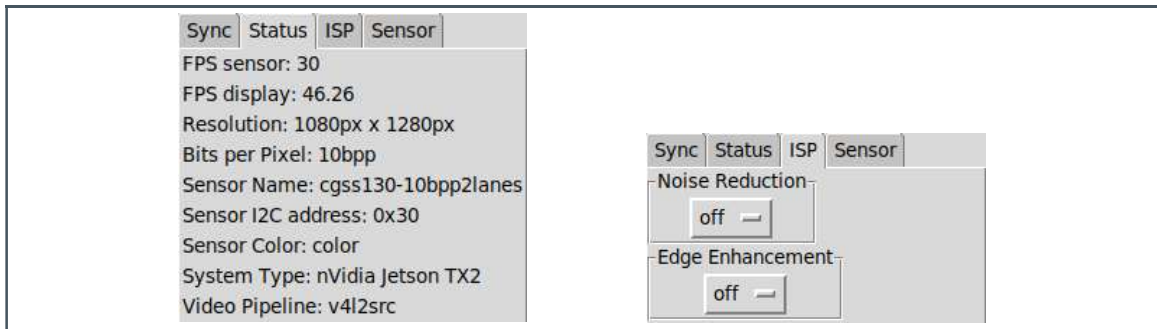 Sync Status ISP Sensor
FPS sensor: 30
FPS display: 46.26
Resolution: 1080px x 1280px
Bits per Pixel: 10bpp
Sensor Name: cgss130-10bpp2lanes
Sensor I2C address: 0x30
Sensor Color: color
System Type: nVidia Jetson TX2
Video Pipeline: v4l2src
Sync Status ISP Sensor
Noise Reduction
off
Edge Enhancement
off